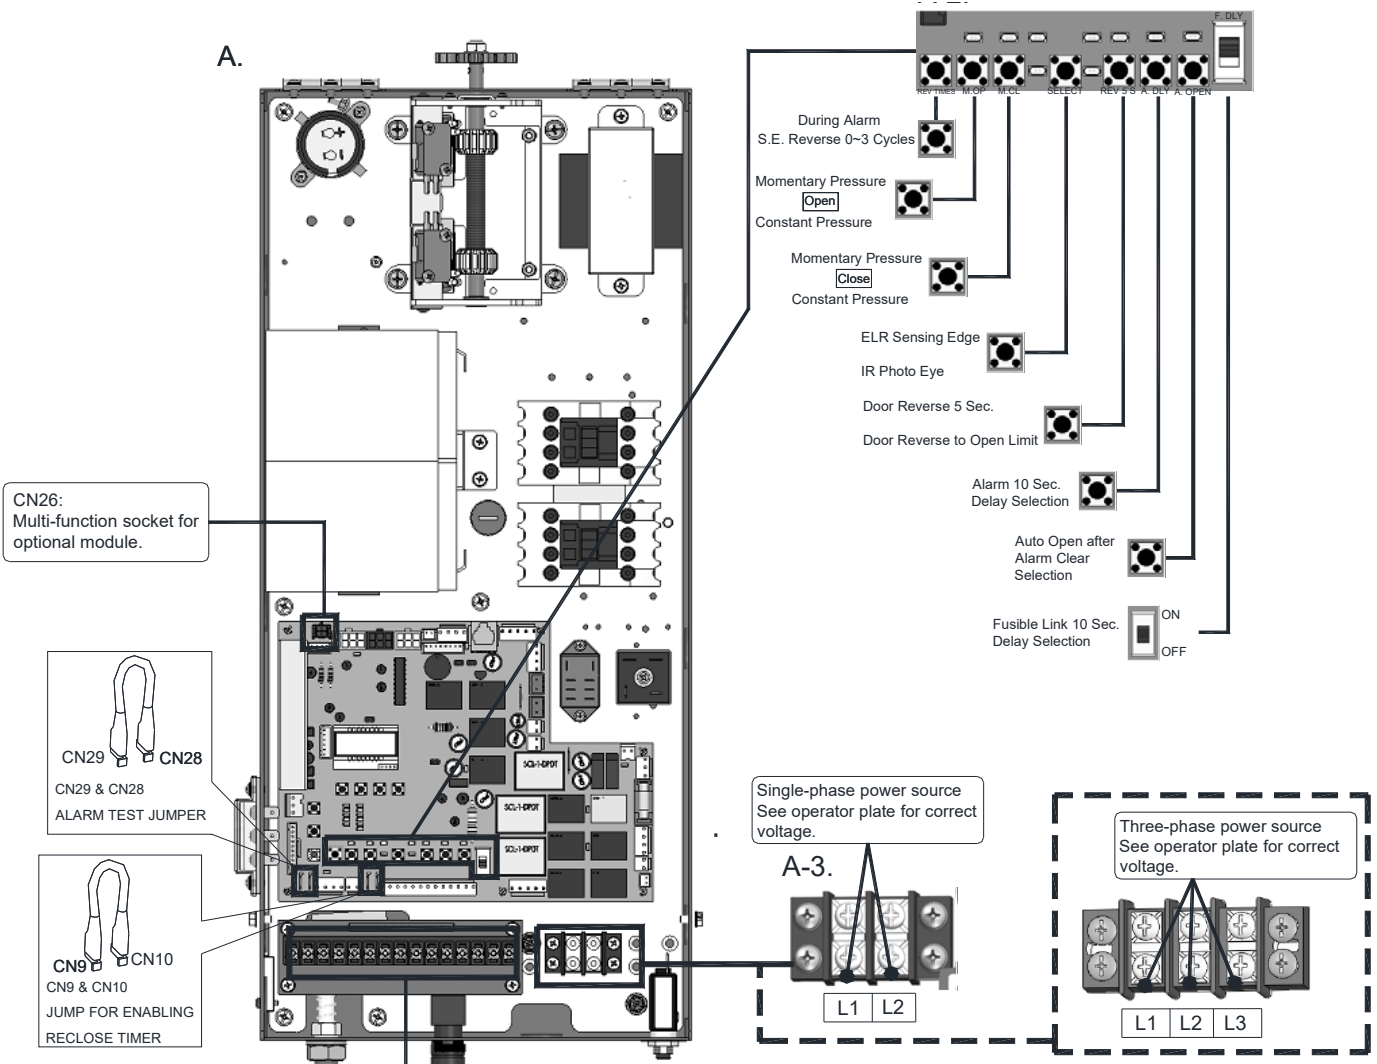 A.
F. DLY
REV TIMES
M.OP
M.CL
SELECT
REV 5 S
A. DLY
A. OPEN
During Alarm
S.E. Reverse 0~3 Cycles
Momentary Pressure
Open
Constant Pressure
Momentary Pressure
Close
Constant Pressure
ELR Sensing Edge
IR Photo Eye
Door Reverse 5 Sec.
Door Reverse to Open Limit
Alarm 10 Sec.
Delay Selection
Auto Open after
Alarm Clear
Selection
Fusible Link 10 Sec.
Delay Selection
ON
OFF
CN26:
Multi-function socket for
optional module.
CN29
CN28
CN29 & CN28
ALARM TEST JUMPER
CN9
CN10
CN9 & CN10
JUMP FOR ENABLING
RECLOSE TIMER
SCL-1-DPDT
SCL-1-DPDT
SCL-1-DPDT
Single-phase power source
See operator plate for correct
voltage.
A-3.
L1 L2
Three-phase power source
See operator plate for correct
voltage.
L1 L2 L3